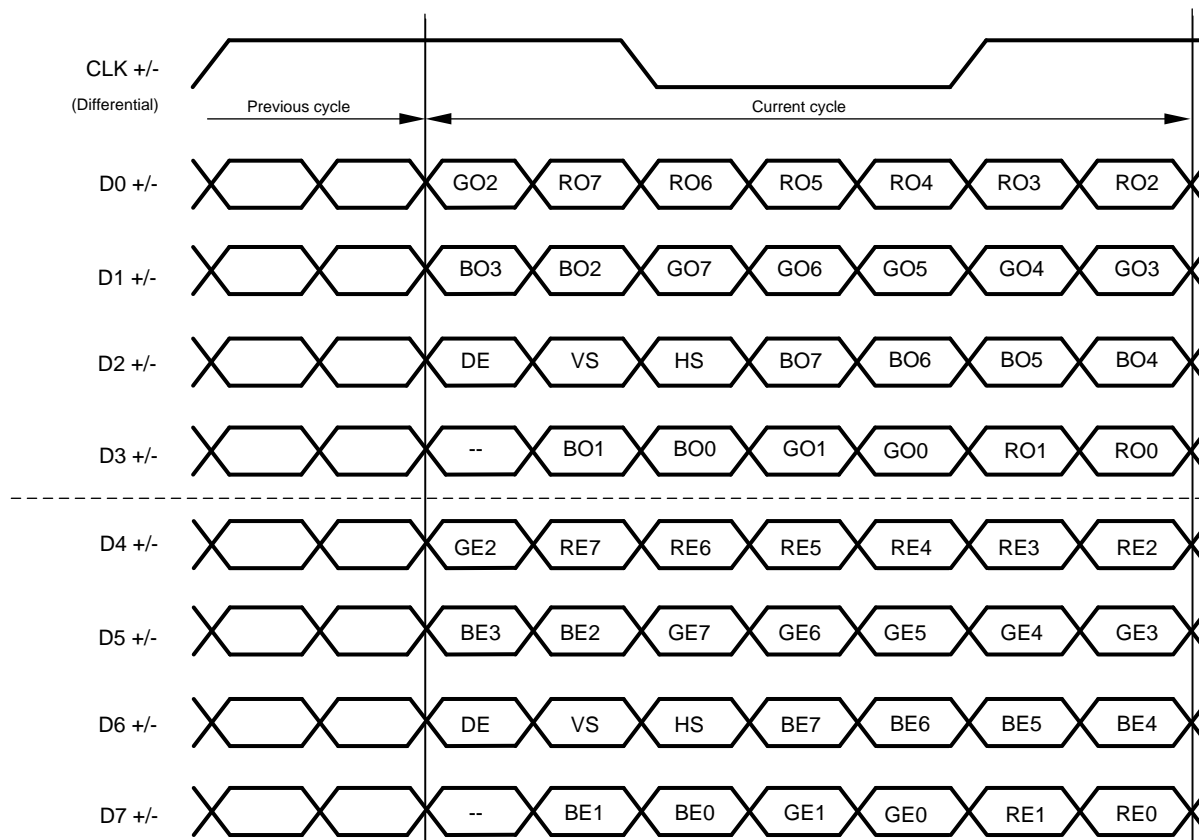 CLK +/-
(Differential)
Previous cycle Current cycle
D0 +/- GO2 RO7 RO6 RO5 RO4 RO3 RO2
D1 +/- BO3 BO2 GO7 GO6 GO5 GO4 GO3
D2 +/- DE VS HS BO7 BO6 BO5 BO4
D3 +/- -- BO1 BO0 GO1 GO0 RO1 RO0
D4 +/- GE2 RE7 RE6 RE5 RE4 RE3 RE2
D5 +/- BE3 BE2 GE7 GE6 GE5 GE4 GE3
D6 +/- DE VS HS BE7 BE6 BE5 BE4
D7 +/- -- BE1 BE0 GE1 GE0 RE1 RE0